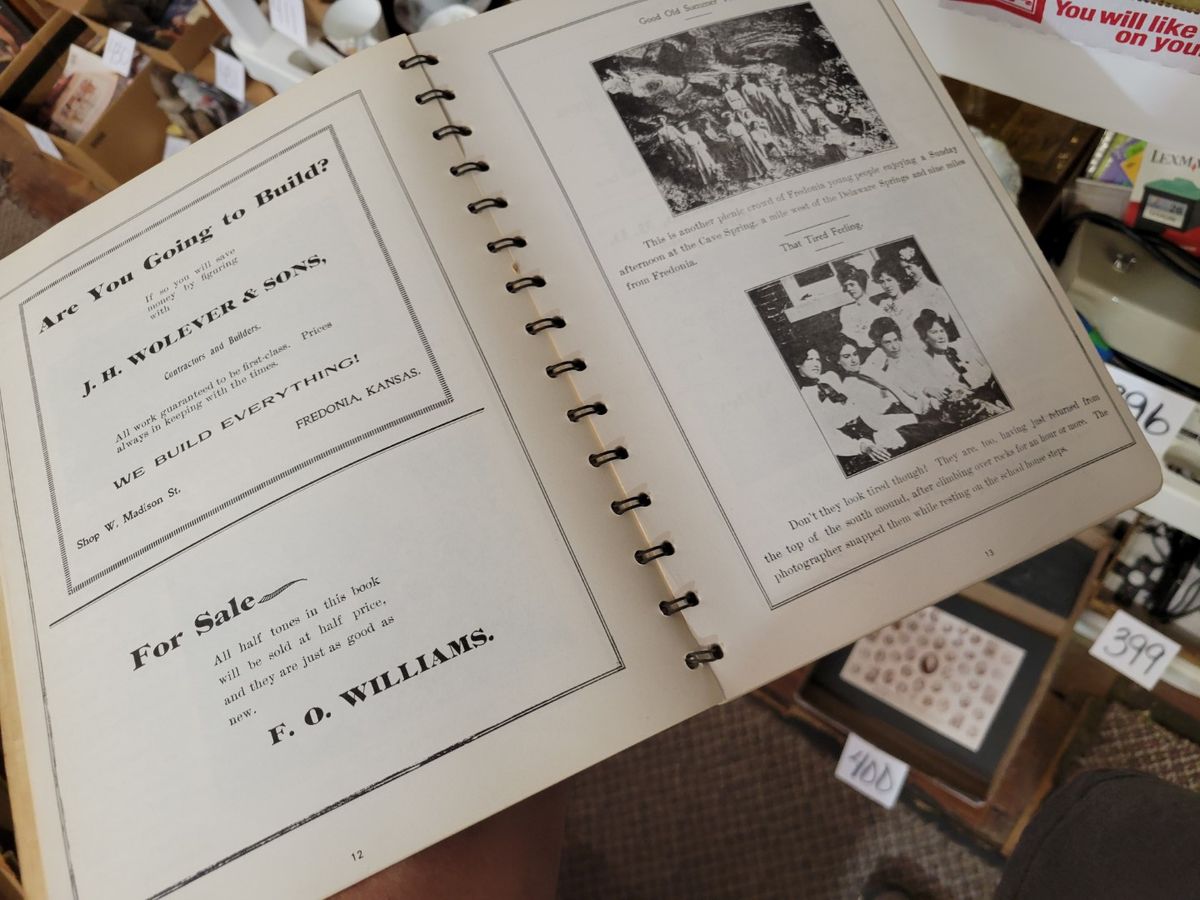 Are You Going to Build?
If so you will save
money by figuring
with
J. H. WOLEVER & SONS,
Contractors and Builders.
All work guaranteed to be first-class. Prices
always in keeping with the times.
WE BUILD EVERYTHING!
FREDONIA, KANSAS.
Shop W. Madison St.
For Sale
All half tones in this book
will be sold at half price,
and they are just as good as
new.
F. O. WILLIAMS.
12
Good Old Summer
This is another picnic crowd of Fredonia young people enjoying a Sunday
afternoon at the Cave Spring, a mile west of the Delaware Springs and nine miles
from Fredonia.
That Tired Feeling.
Don't they look tired though? They are, too, having just returned from
the top of the south mound, after climbing over rocks for an hour or more. The
photographer snapped them while resting on the school house steps.
13
You will like
on you
LEXM
399
400